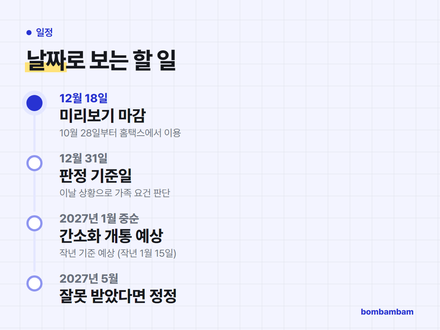 일정
날짜로 보는 할 일
12월 18일
미리보기 마감
10월 28일부터 홈택스에서 이용
12월 31일
판정 기준일
이날 상황으로 가족 요건 판단
2027년 1월 중순
간소화 개통 예상
작년 기준 예상 (작년 1월 15일)
2027년 5월
잘못 받았다면 정정
bombambam